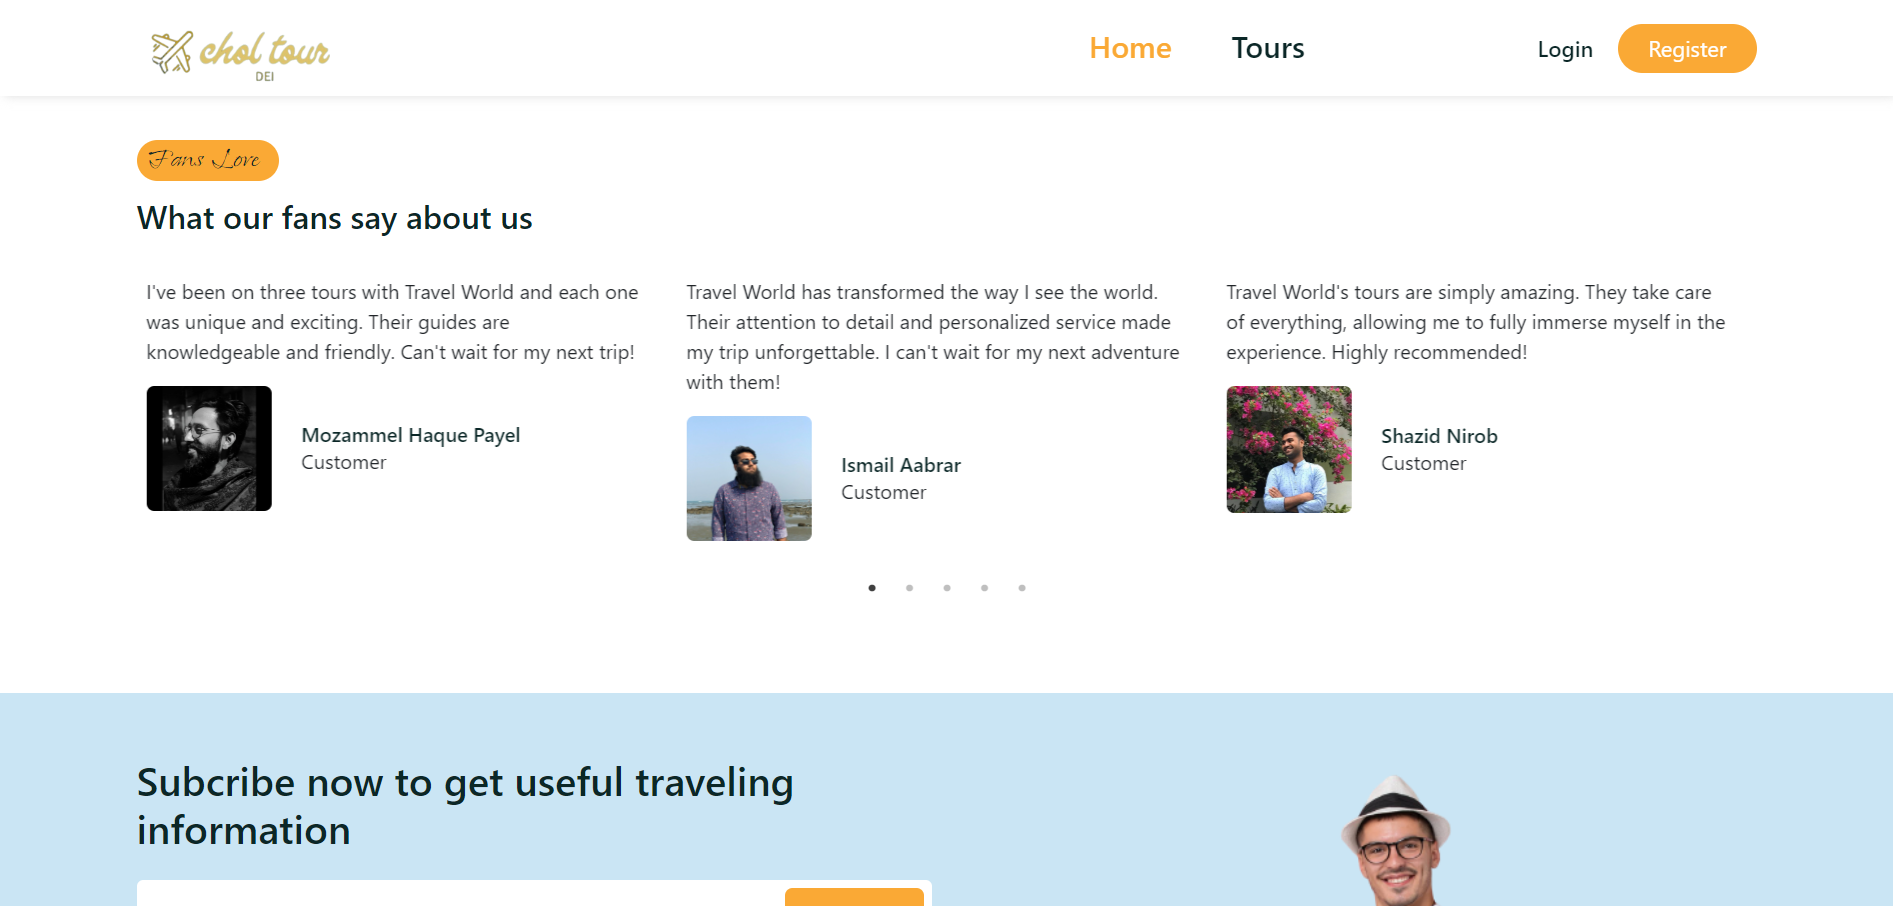 chol tour
DEI
Home
Tours
Login
Register
Fans Love
What our fans say about us
I've been on three tours with Travel World and each one
was unique and exciting. Their guides are
knowledgeable and friendly. Can't wait for my next trip!
Mozammel Haque Payel
Customer
Travel World has transformed the way I see the world.
Their attention to detail and personalized service made
my trip unforgettable. I can't wait for my next adventure
with them!
Ismail Aabrar
Customer
Travel World's tours are simply amazing. They take care
of everything, allowing me to fully immerse myself in the
experience. Highly recommended!
Shazid Nirob
Customer
Subcribe now to get useful traveling
information